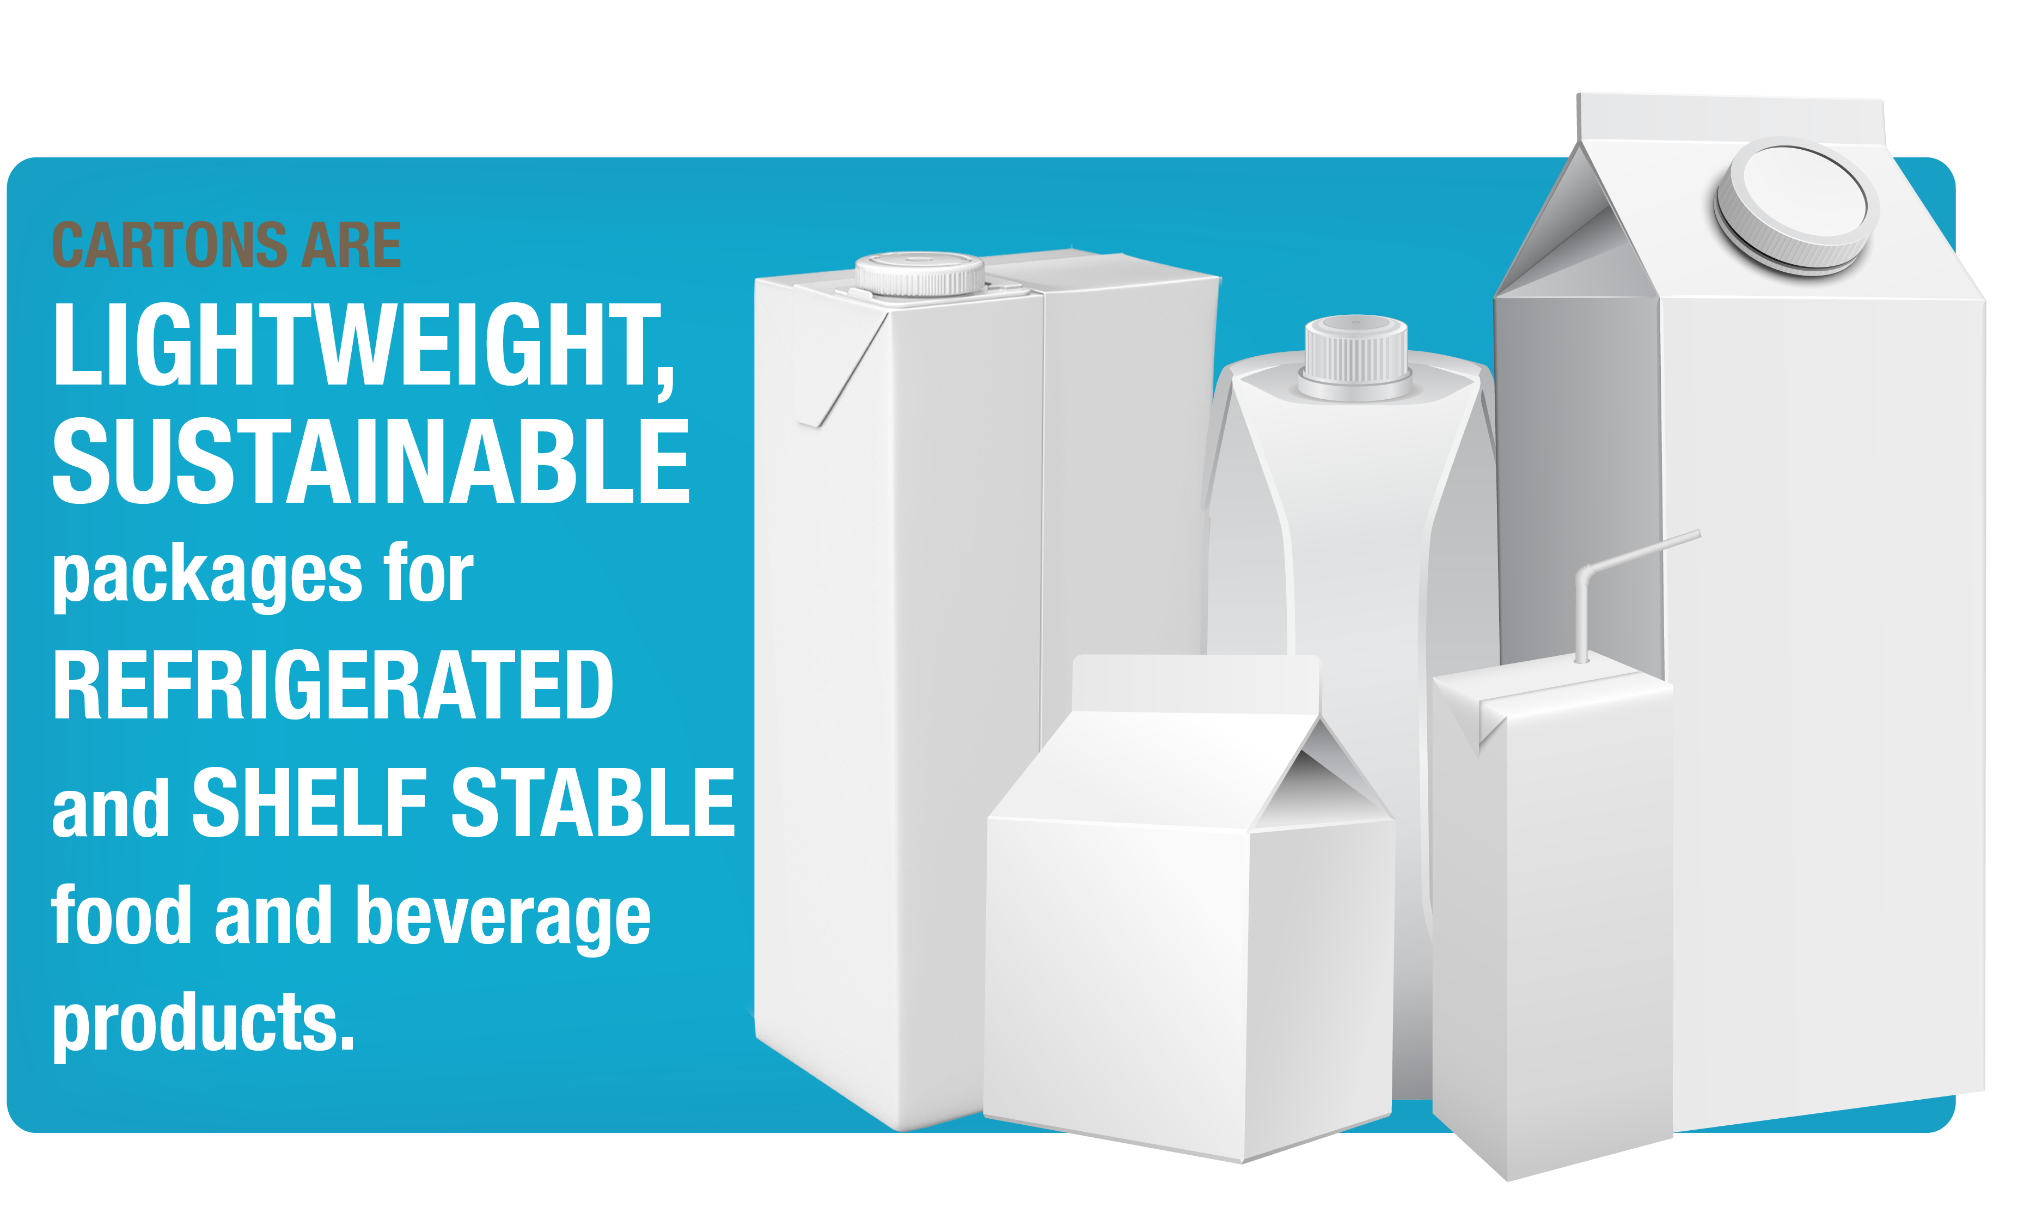 CARTONS ARE
LIGHTWEIGHT,
SUSTAINABLE
packages for
REFRIGERATED
and SHELF STABLE
food and beverage
products.